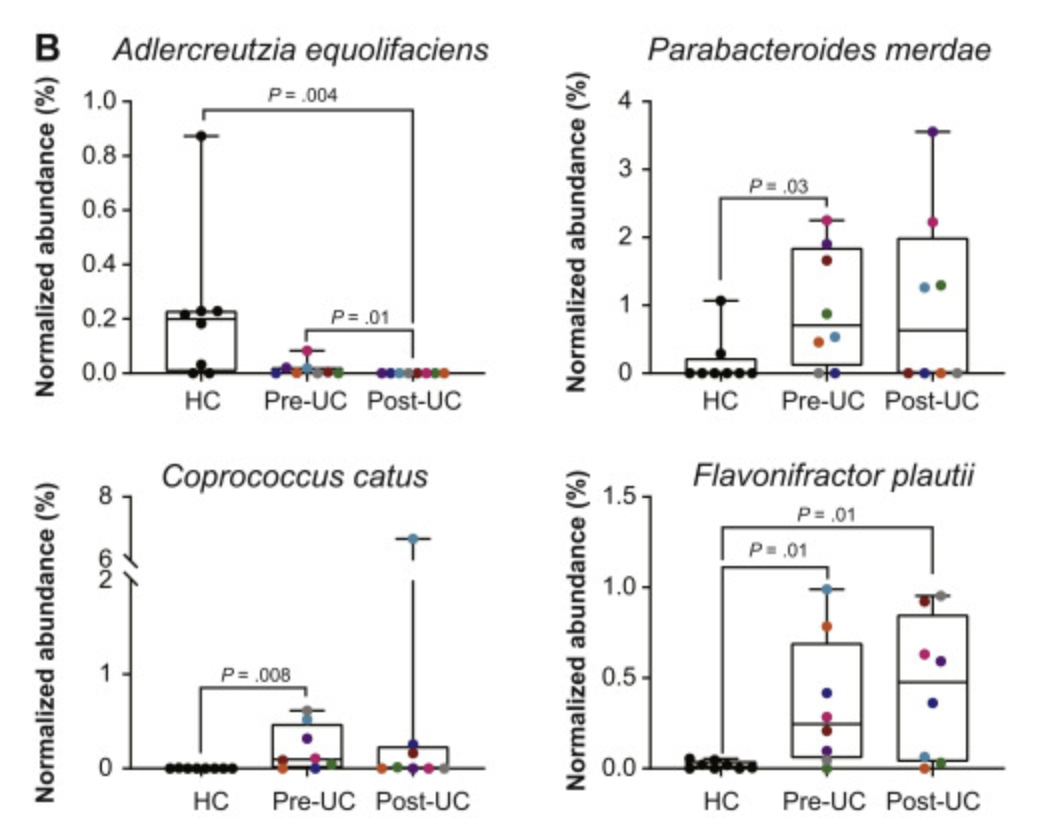 B
Adlercreutzia equolifaciens
Normalized abundance (%)
1.0
0.8
0.6
0.4
0.2
0.0
P = .004
P = .01
HC Pre-UC Post-UC
Parabacteroides merdae
Normalized abundance (%)
4
3
2
1
0
P = .03
HC Pre-UC Post-UC
Coprococcus catus
Normalized abundance (%)
8
6
2
1
0
P = .008
HC Pre-UC Post-UC
Flavonifractor plautii
Normalized abundance (%)
1.5
1.0
0.5
0.0
P = .01
P = .01
HC Pre-UC Post-UC